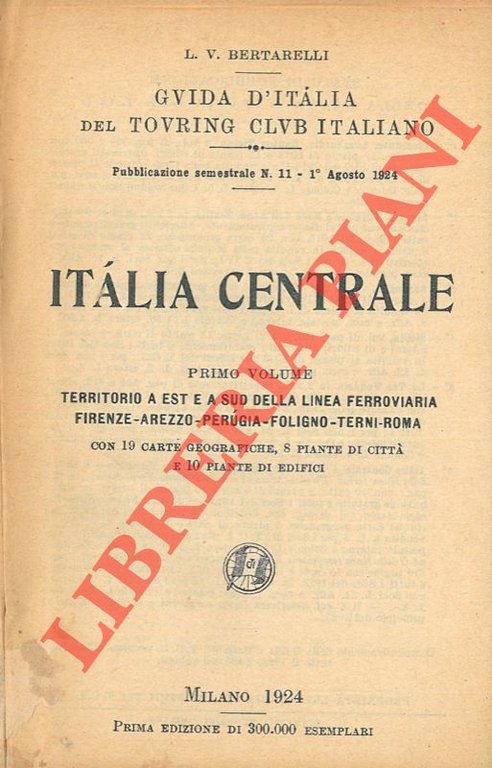 L. V. BERTARELLI
GVIDA D'ITÁLIA
DEL TOVRING CLVB ITALIANO
Pubblicazione semestrale N. 11 - 1° Agosto 1924
ITÁLIA CENTRALE
PRIMO VOLUME
TERRITORIO A EST E A SUD DELLA LINEA FERROVIARIA
FIRENZE-AREZZO-PERÚGIA-FOLIGNO-TERNI-ROMA
CON 19 CARTE GEOGRAFICHE, 8 PIANTE DI CITTÀ
E 10 PIANTE DI EDIFICI
MILANO 1924
PRIMA EDIZIONE DI 300.000 ESEMPLARI
LIBRERIA PIANI